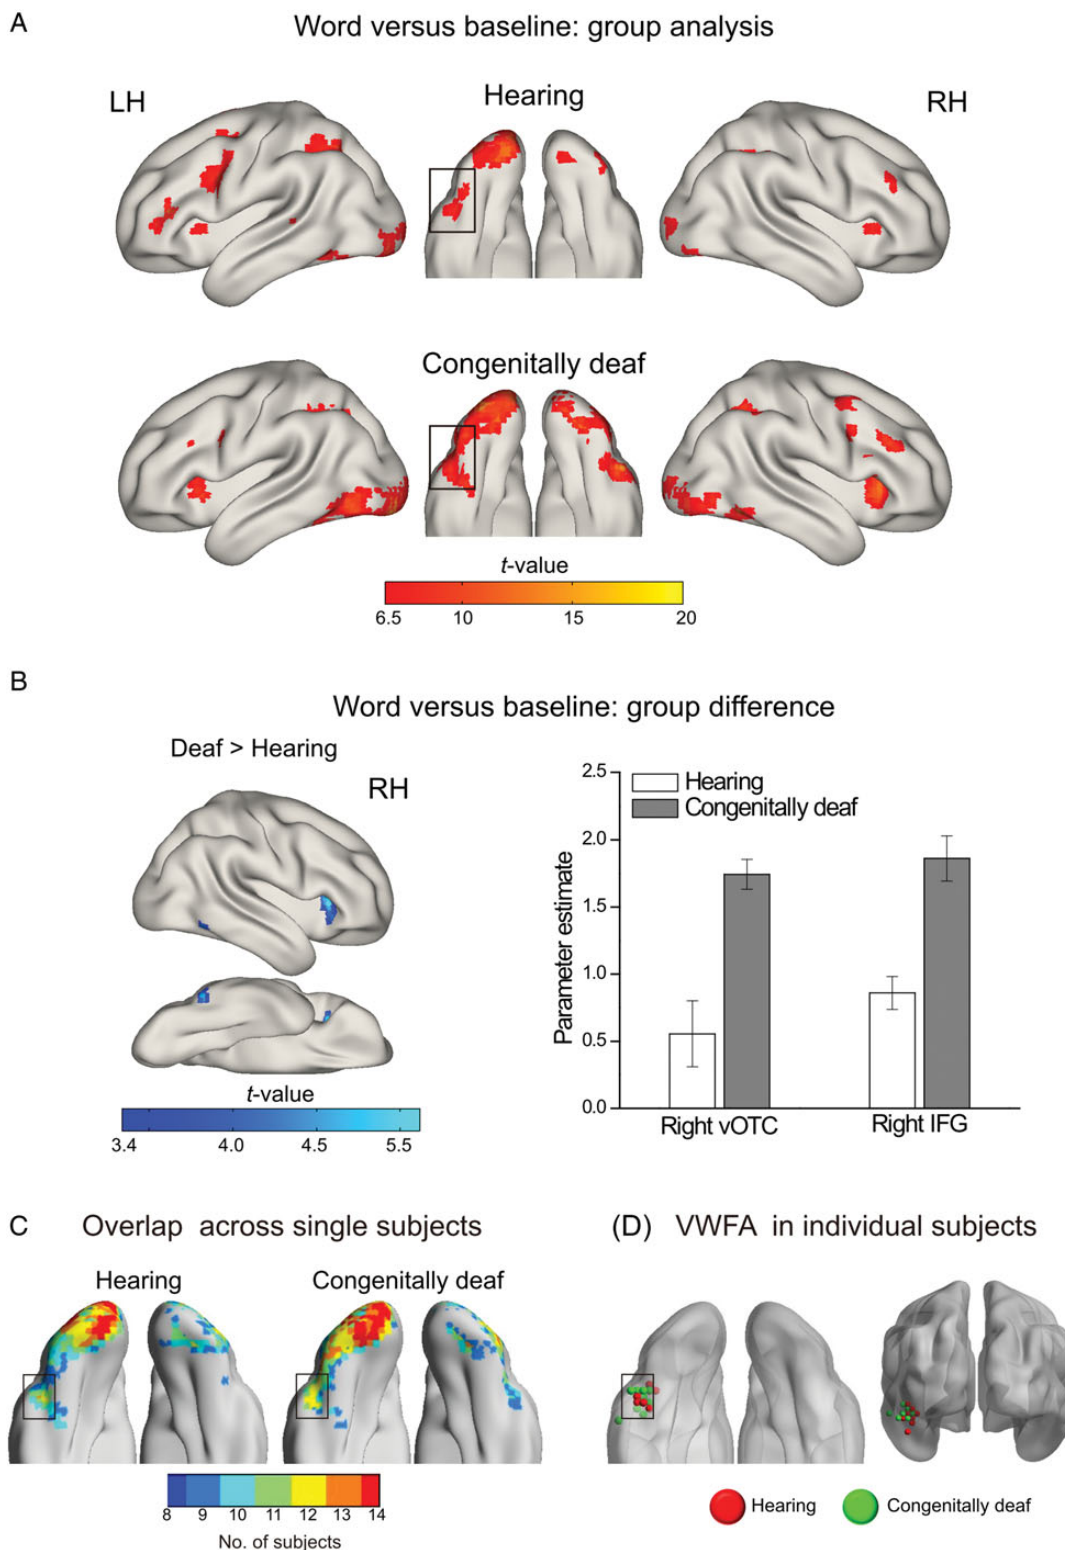 A
Word versus baseline: group analysis
LH
Hearing
RH
Congenitally deaf
t-value
6.5 10 15 20
B
Word versus baseline: group difference
Deaf > Hearing
RH
t-value
3.4 4.0 4.5 5.5
Hearing
Congenitally deaf
Parameter estimate
2.5
2.0
1.5
1.0
0.5
0.0
Right vOTC Right IFG
C Overlap across single subjects
Hearing Congenitally deaf
8 9 10 11 12 13 14
No. of subjects
(D) VWFA in individual subjects
Hearing Congenitally deaf